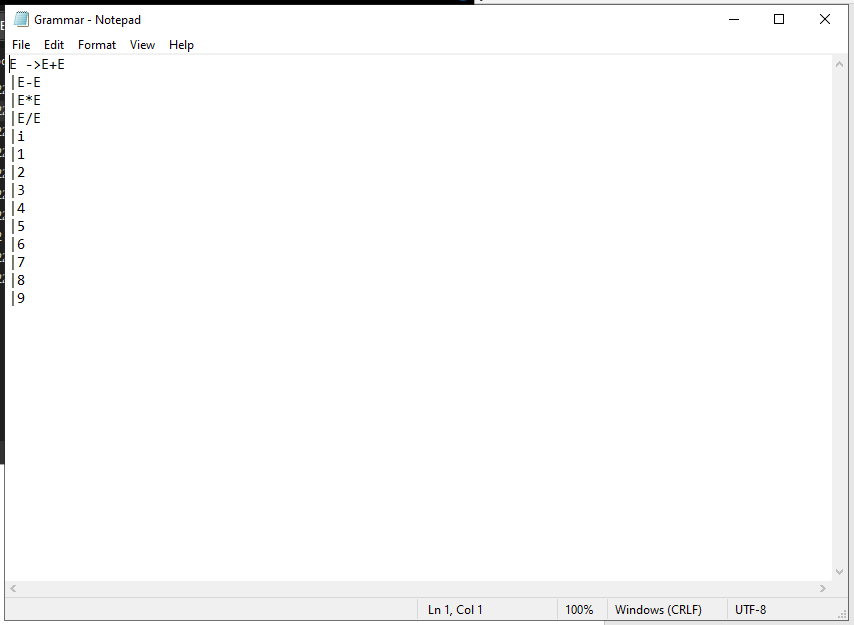 Grammar - Notepad
File Edit Format View Help
E ->E+E
|E-E
|E*E
|E/E
|i
|1
|2
|3
|4
|5
|6
|7
|8
|9
Ln 1, Col 1 100% Windows (CRLF) UTF-8